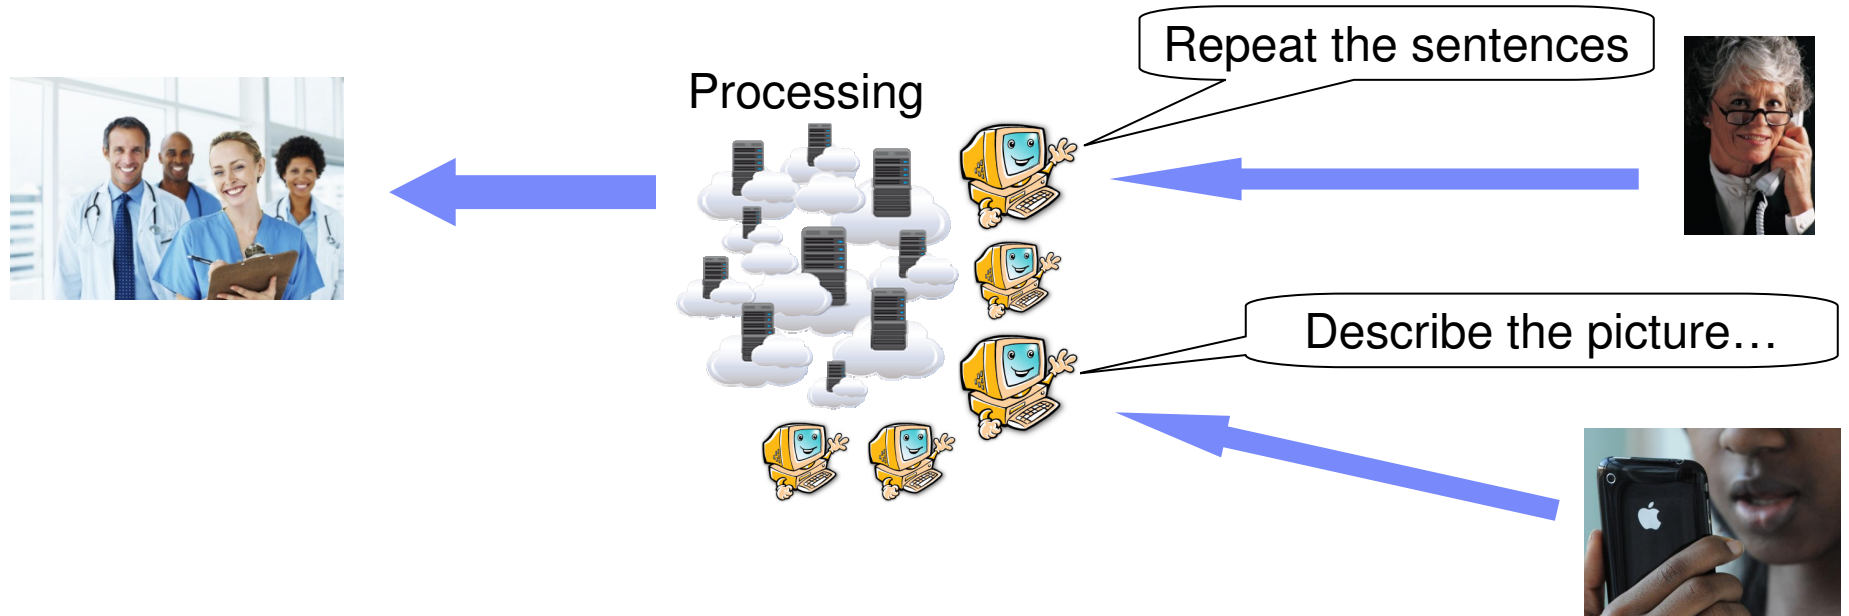 Repeat the sentences
Processing
Describe the picture…